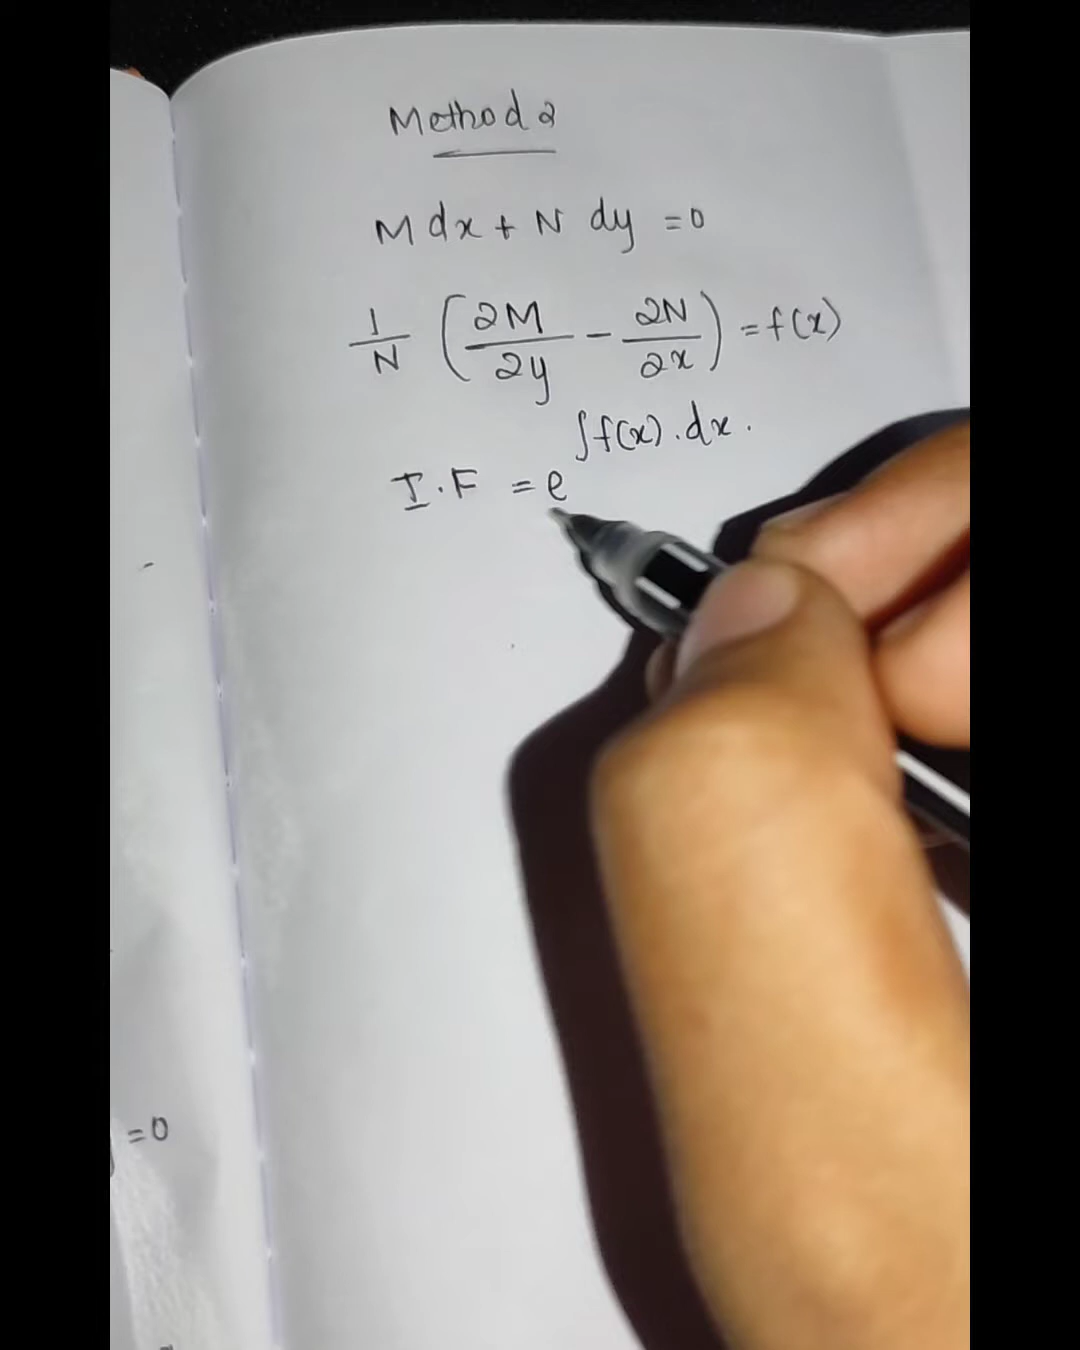 Method 2
M dx + N dy = 0
1/N (∂M/∂y - ∂N/∂x) = f(x)
I.F = e^∫f(x).dx.
=0